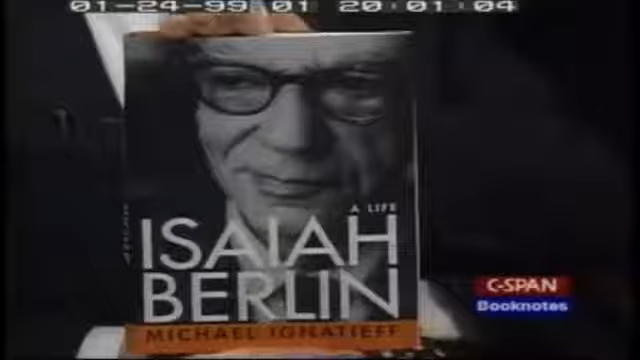 01-24-99 01 20:01:04
A LIFE
ISAIAH
BERLIN
MICHAEL IGNATIEFF
C-SPAN
Booknotes